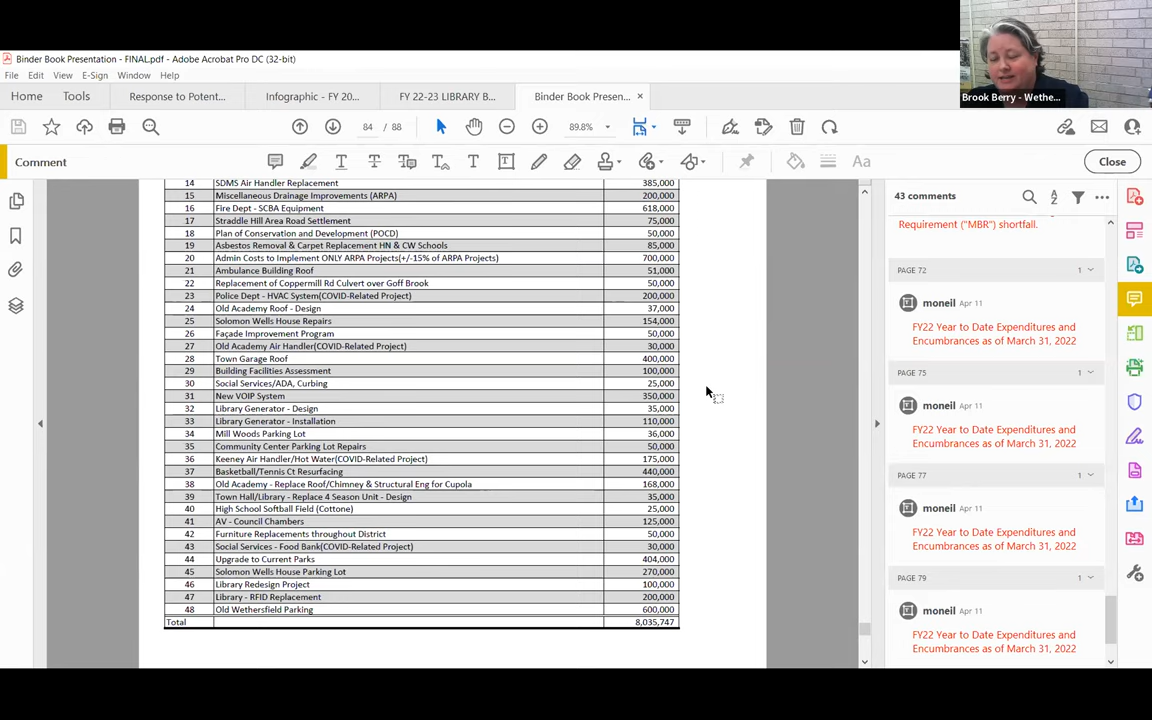 Binder Book Presentation - FINAL.pdf - Adobe Acrobat Pro DC (32-bit)
File Edit View E-Sign Window Help
Home Tools Response to Potent... Infographic - FY 20... FY 22-23 LIBRARY B... Binder Book Presen... ×
84 / 88 89.8%
Comment Close
14 SDMS Air Handler Replacement 385,000
15 Miscellaneous Drainage Improvements (ARPA) 200,000
16 Fire Dept - SCBA Equipment 618,000
17 Straddle Hill Area Road Settlement 75,000
18 Plan of Conservation and Development (POCD) 50,000
19 Asbestos Removal & Carpet Replacement HN & CW Schools 85,000
20 Admin Costs to Implement ONLY ARPA Projects(+/-15% of ARPA Projects) 700,000
21 Ambulance Building Roof 51,000
22 Replacement of Coppermill Rd Culvert over Goff Brook 50,000
23 Police Dept - HVAC System(COVID-Related Project) 200,000
24 Old Academy Roof - Design 37,000
25 Solomon Wells House Repairs 154,000
26 Façade Improvement Program 50,000
27 Old Academy Air Handler(COVID-Related Project) 30,000
28 Town Garage Roof 400,000
29 Building Facilities Assessment 100,000
30 Social Services/ADA, Curbing 25,000
31 New VOIP System 350,000
32 Library Generator - Design 35,000
33 Library Generator - Installation 110,000
34 Mill Woods Parking Lot 36,000
35 Community Center Parking Lot Repairs 50,000
36 Keeney Air Handler/Hot Water(COVID-Related Project) 175,000
37 Basketball/Tennis Ct Resurfacing 440,000
38 Old Academy - Replace Roof/Chimney & Structural Eng for Cupola 168,000
39 Town Hall/Library - Replace 4 Season Unit - Design 35,000
40 High School Softball Field (Cottone) 25,000
41 AV - Council Chambers 125,000
42 Furniture Replacements throughout District 50,000
43 Social Services - Food Bank(COVID-Related Project) 30,000
44 Upgrade to Current Parks 404,000
45 Solomon Wells House Parking Lot 270,000
46 Library Redesign Project 100,000
47 Library - RFID Replacement 200,000
48 Old Wethersfield Parking 600,000
Total 8,035,747
43 comments
Requirement ("MBR") shortfall.
PAGE 72 1
moneil Apr 11
FY22 Year to Date Expenditures and
Encumbrances as of March 31, 2022
PAGE 75 1
moneil Apr 11
FY22 Year to Date Expenditures and
Encumbrances as of March 31, 2022
PAGE 77 1
moneil Apr 11
FY22 Year to Date Expenditures and
Encumbrances as of March 31, 2022
PAGE 79 1
moneil Apr 11
FY22 Year to Date Expenditures and
Encumbrances as of March 31, 2022
Brook Berry - Wethe...